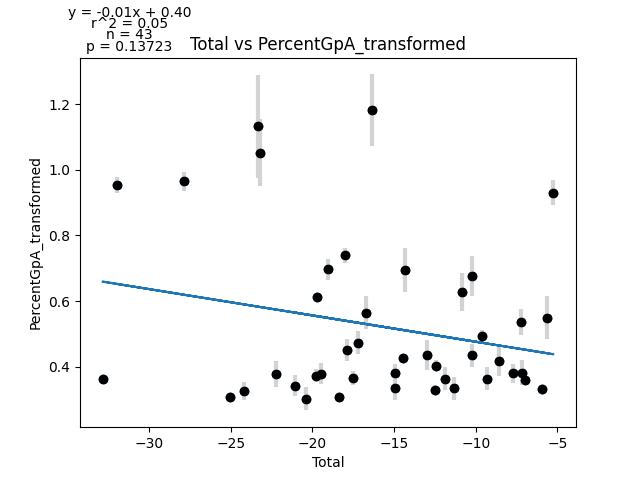 y = -0.01x + 0.40
r^2 = 0.05
n = 43
p = 0.13723
Total vs PercentGpA_transformed
PercentGpA_transformed
1.2
1.0
0.8
0.6
0.4
−30
−25
−20
−15
−10
−5
Total